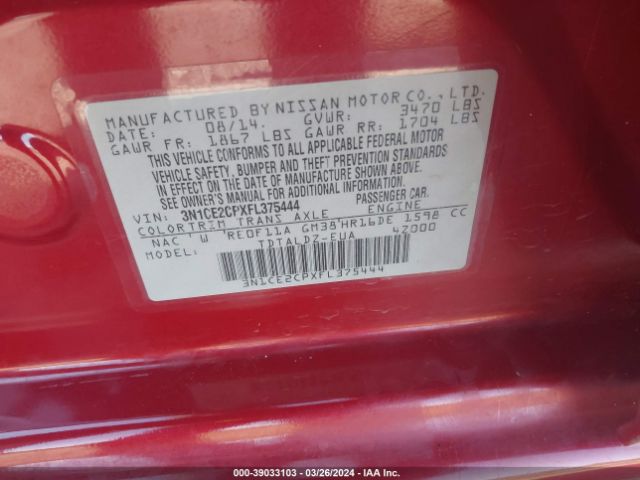 MANUFACTURED BY NISSAN MOTOR CO., LTD.
DATE: 08/14 GVWR: 3470 LBS
GAWR FR: 1867 LBS GAWR RR: 1704 LBS
THIS VEHICLE CONFORMS TO ALL APPLICABLE FEDERAL MOTOR
VEHICLE SAFETY, BUMPER AND THEFT PREVENTION STANDARDS
IN EFFECT ON THE DATE OF MANUFACTURE SHOWN ABOVE.
SEE OWNER'S MANUAL FOR ADDITIONAL INFORMATION.
VIN: 3N1CE2CPXFL375444 PASSENGER CAR.
COLOR TRIM TRANS AXLE ENGINE
NAC W RE0F11A GM38 HR16DE 1598 CC
MODEL: TDTALDZ-EUA 4Z000
3N1CE2CPXFL375444
000-39033103 | 03/26/2024 | IAA Inc.